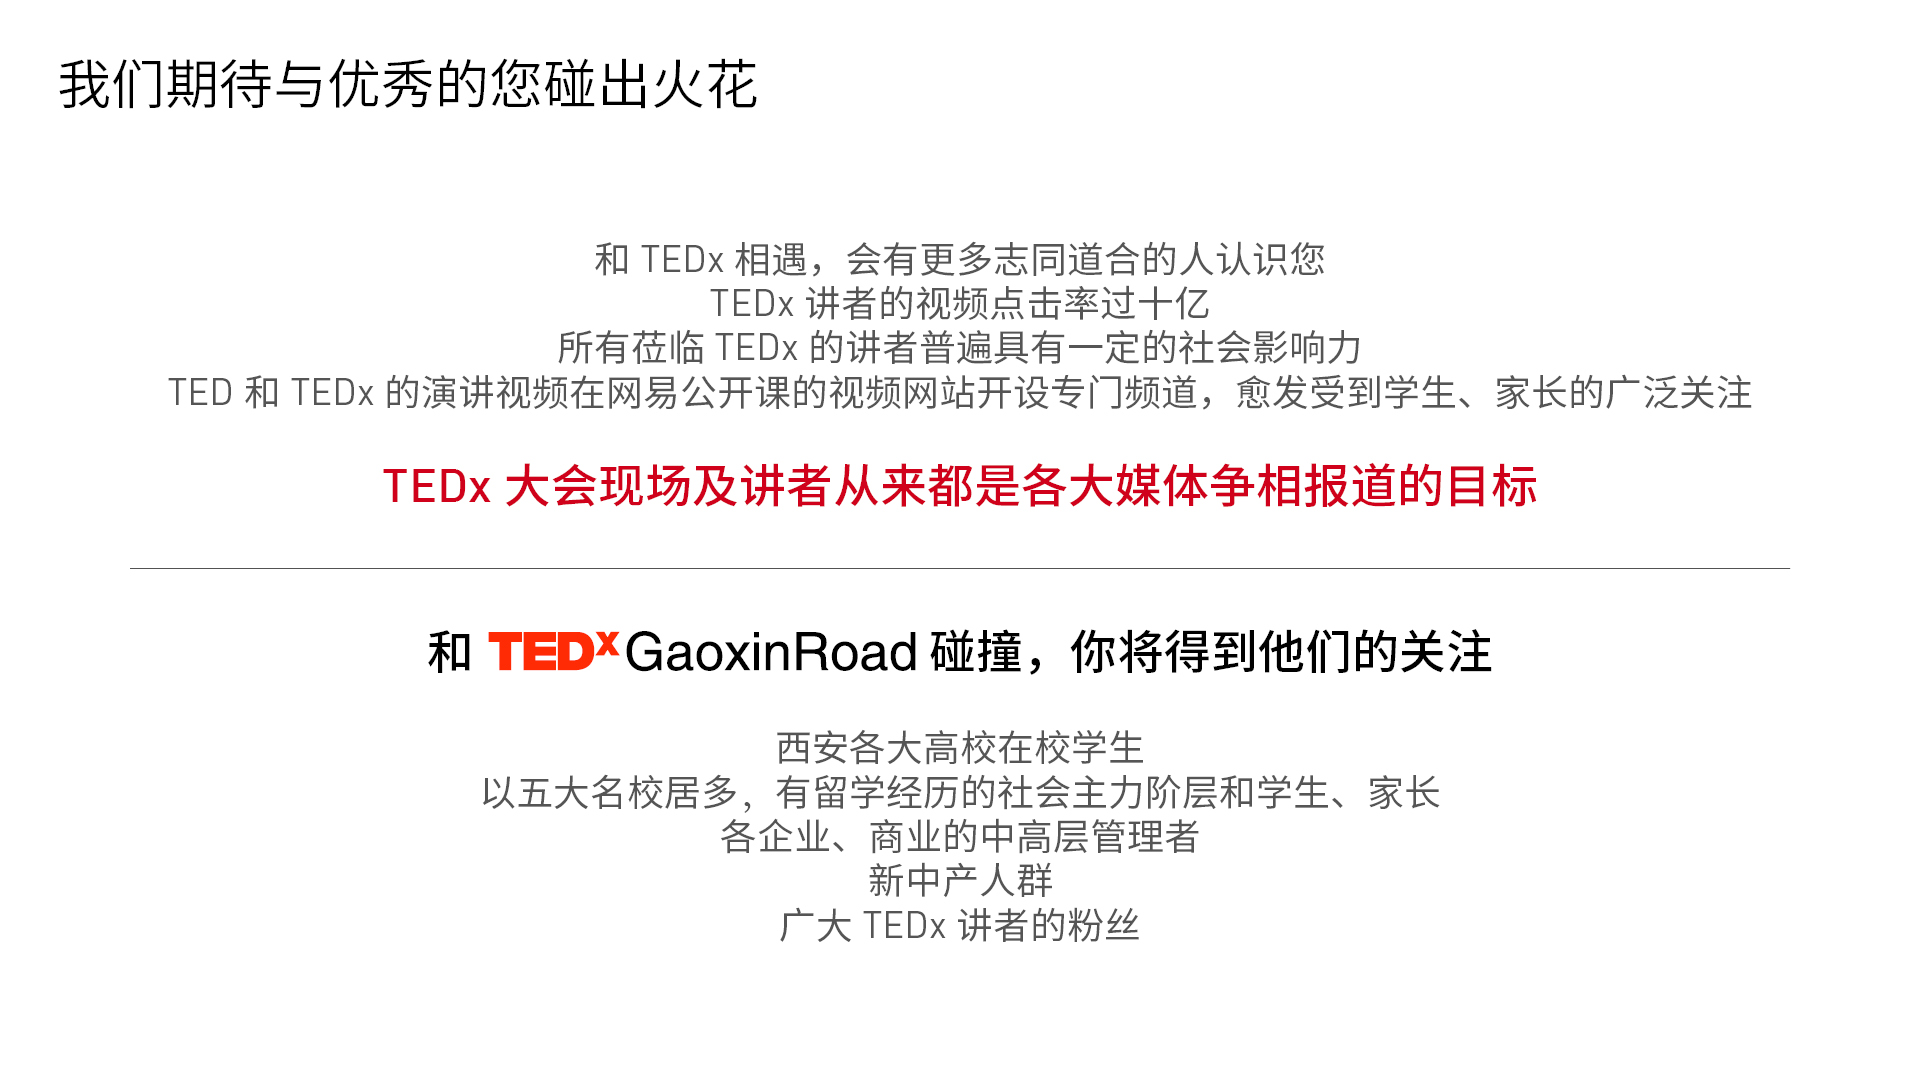 我们期待与优秀的您碰出火花
和 TEDx 相遇，会有更多志同道合的人认识您
TEDx 讲者的视频点击率过十亿
所有莅临 TEDx 的讲者普遍具有一定的社会影响力
TED 和 TEDx 的演讲视频在网易公开课的视频网站开设专门频道，愈发受到学生、家长的广泛关注
TEDx 大会现场及讲者从来都是各大媒体争相报道的目标
和 TEDx GaoxinRoad 碰撞，你将得到他们的关注
西安各大高校在校学生
以五大名校居多，有留学经历的社会主力阶层和学生、家长
各企业、商业的中高层管理者
新中产人群
广大 TEDx 讲者的粉丝